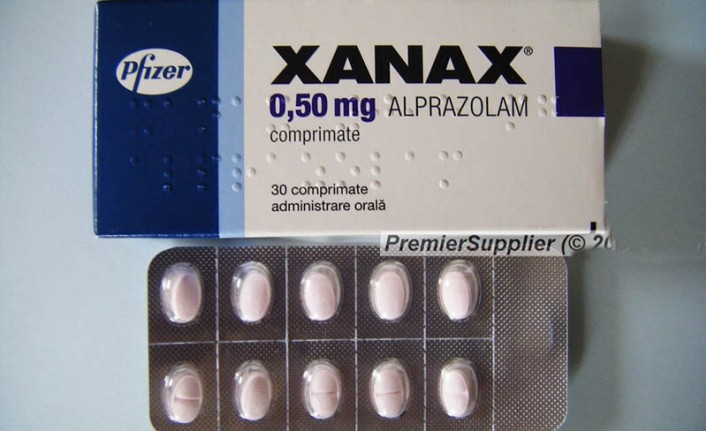 Pfizer
XANAX®
0,50 mg ALPRAZOLAM
comprimate
30 comprimate
administrare orală
PremierSupplier (©